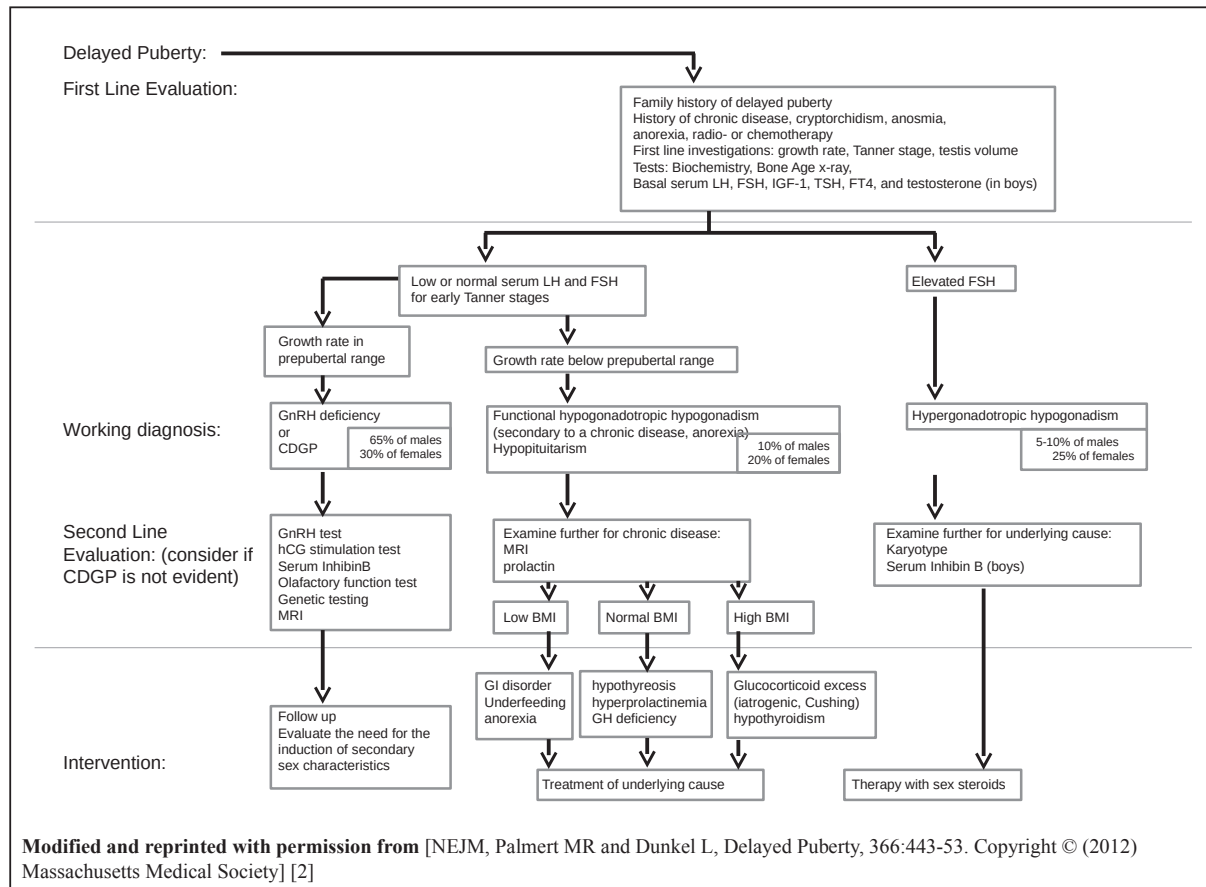 Delayed Puberty:
First Line Evaluation:
Family history of delayed puberty
History of chronic disease, cryptorchidism, anosmia,
anorexia, radio- or chemotherapy
First line investigations: growth rate, Tanner stage, testis volume
Tests: Biochemistry, Bone Age x-ray,
Basal serum LH, FSH, IGF-1, TSH, FT4, and testosterone (in boys)
Low or normal serum LH and FSH
for early Tanner stages
Elevated FSH
Growth rate in
prepubertal range
Growth rate below prepubertal range
Working diagnosis:
GnRH deficiency
or
CDGP
65% of males
30% of females
Functional hypogonadotropic hypogonadism
(secondary to a chronic disease, anorexia)
Hypopituitarism
10% of males
20% of females
Hypergonadotropic hypogonadism
5-10% of males
25% of females
Second Line
Evaluation: (consider if
CDGP is not evident)
GnRH test
hCG stimulation test
Serum InhibinB
Olafactory function test
Genetic testing
MRI
Examine further for chronic disease:
MRI
prolactin
Examine further for underlying cause:
Karyotype
Serum Inhibin B (boys)
Low BMI
Normal BMI
High BMI
GI disorder
Underfeeding
anorexia
hypothyreosis
hyperprolactinemia
GH deficiency
Glucocorticoid excess
(iatrogenic, Cushing)
hypothyroidism
Intervention:
Follow up
Evaluate the need for the
induction of secondary
sex characteristics
Treatment of underlying cause
Therapy with sex steroids
Modified and reprinted with permission from [NEJM, Palmert MR and Dunkel L, Delayed Puberty, 366:443-53. Copyright © (2012)
Massachusetts Medical Society] [2]